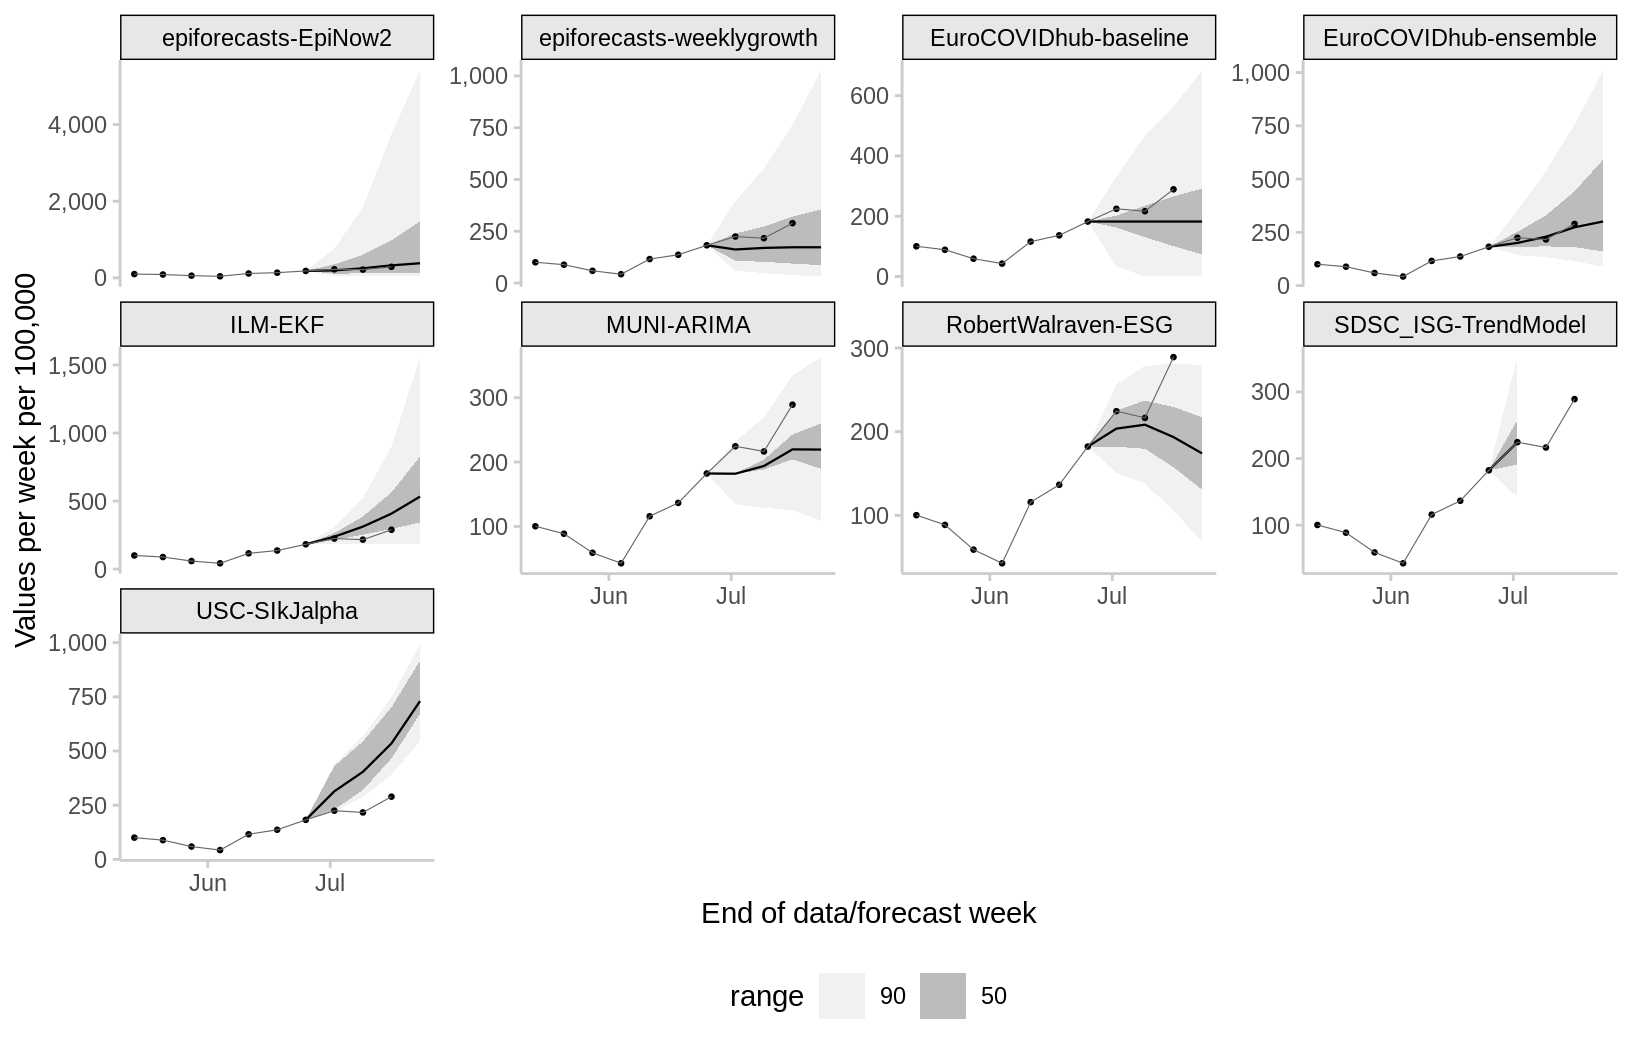 epiforecasts-EpiNow2
epiforecasts-weeklygrowth
EuroCOVIDhub-baseline
EuroCOVIDhub-ensemble
4,000
2,000
0
1,000
750
500
250
0
600
400
200
0
1,000
750
500
250
0
ILM-EKF
MUNI-ARIMA
RobertWalraven-ESG
SDSC_ISG-TrendModel
1,500
1,000
500
0
300
200
100
Jun
Jul
300
200
100
Jun
Jul
300
200
100
Jun
Jul
USC-SIkJalpha
1,000
750
500
250
0
Jun
Jul
Values per week per 100,000
End of data/forecast week
range
90
50